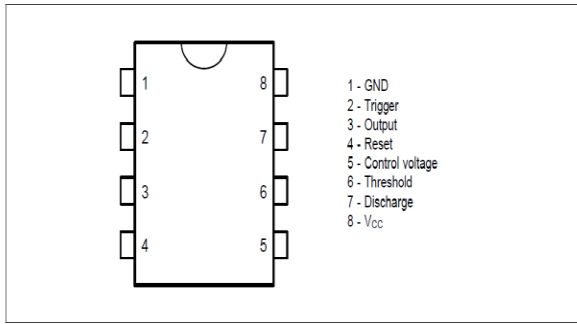 1 8
2 7
3 6
4 5
1 - GND
2 - Trigger
3 - Output
4 - Reset
5 - Control voltage
6 - Threshold
7 - Discharge
8 - VCC